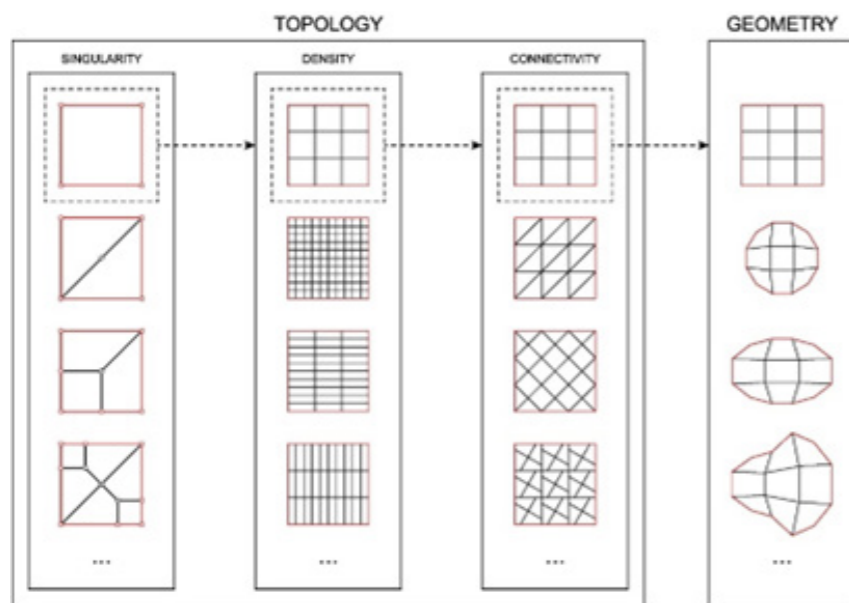 TOPOLOGY
GEOMETRY
SINGULARITY
DENSITY
CONNECTIVITY
...
...
...
...